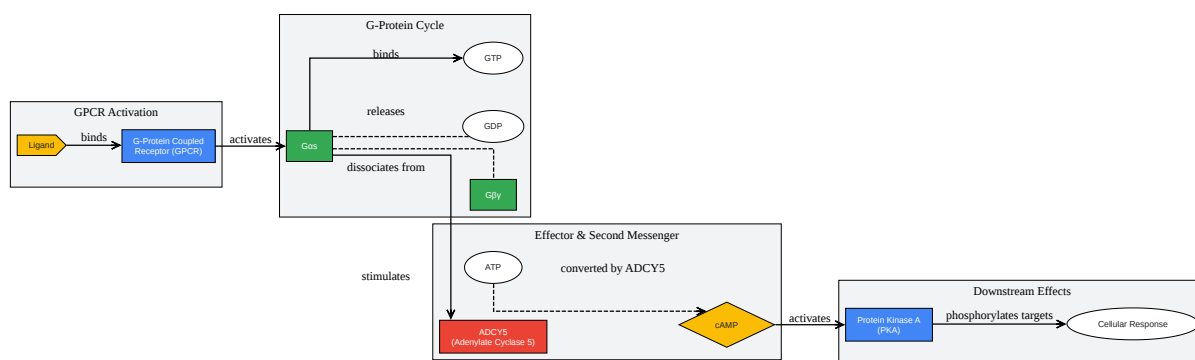 G-Protein Cycle
binds
GTP
GPCR Activation
Ligand
binds
G-Protein Coupled
Receptor (GPCR)
activates
releases
GDP
Gαs
dissociates from
Gβγ
Effector & Second Messenger
stimulates
ATP
converted by ADCY5
ADCY5
(Adenylate Cyclase 5)
cAMP
activates
Downstream Effects
Protein Kinase A
(PKA)
phosphorylates targets
Cellular Response